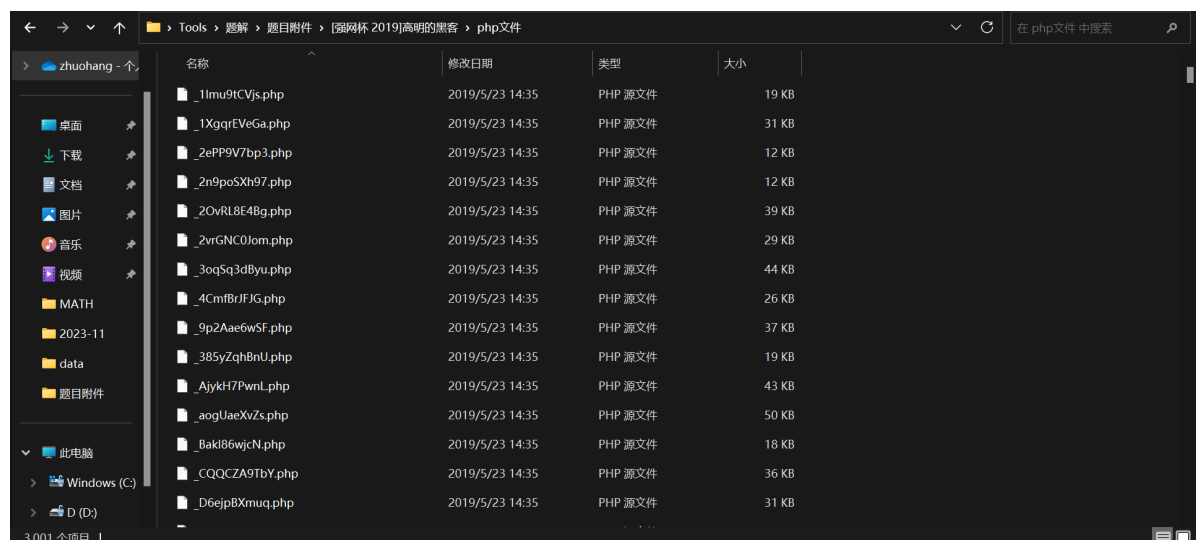 Tools › 题解 › 题目附件 › [强网杯 2019]高明的黑客 › php文件 在 php文件 中搜索
zhuohang - 个人
名称 修改日期 类型 大小
_1lmu9tCVjs.php 2019/5/23 14:35 PHP 源文件 19 KB
桌面 _1XgqrEVeGa.php 2019/5/23 14:35 PHP 源文件 31 KB
下载 _2ePP9V7bp3.php 2019/5/23 14:35 PHP 源文件 12 KB
文档 _2n9poSXh97.php 2019/5/23 14:35 PHP 源文件 12 KB
图片 _2OvRL8E4Bg.php 2019/5/23 14:35 PHP 源文件 39 KB
音乐 _2vrGNC0Jom.php 2019/5/23 14:35 PHP 源文件 29 KB
视频 _3oqSq3dByu.php 2019/5/23 14:35 PHP 源文件 44 KB
MATH _4CmfBrJFJG.php 2019/5/23 14:35 PHP 源文件 26 KB
2023-11 _9p2Aae6wSF.php 2019/5/23 14:35 PHP 源文件 37 KB
data _385yZqhBnU.php 2019/5/23 14:35 PHP 源文件 19 KB
题目附件 _AjykH7PwnL.php 2019/5/23 14:35 PHP 源文件 43 KB
_aogUaeXvZs.php 2019/5/23 14:35 PHP 源文件 50 KB
此电脑 _Bakl86wjcN.php 2019/5/23 14:35 PHP 源文件 18 KB
Windows (C:) _CQQCZA9TbY.php 2019/5/23 14:35 PHP 源文件 36 KB
D (D:) _D6ejpBXmuq.php 2019/5/23 14:35 PHP 源文件 31 KB
3,001 个项目